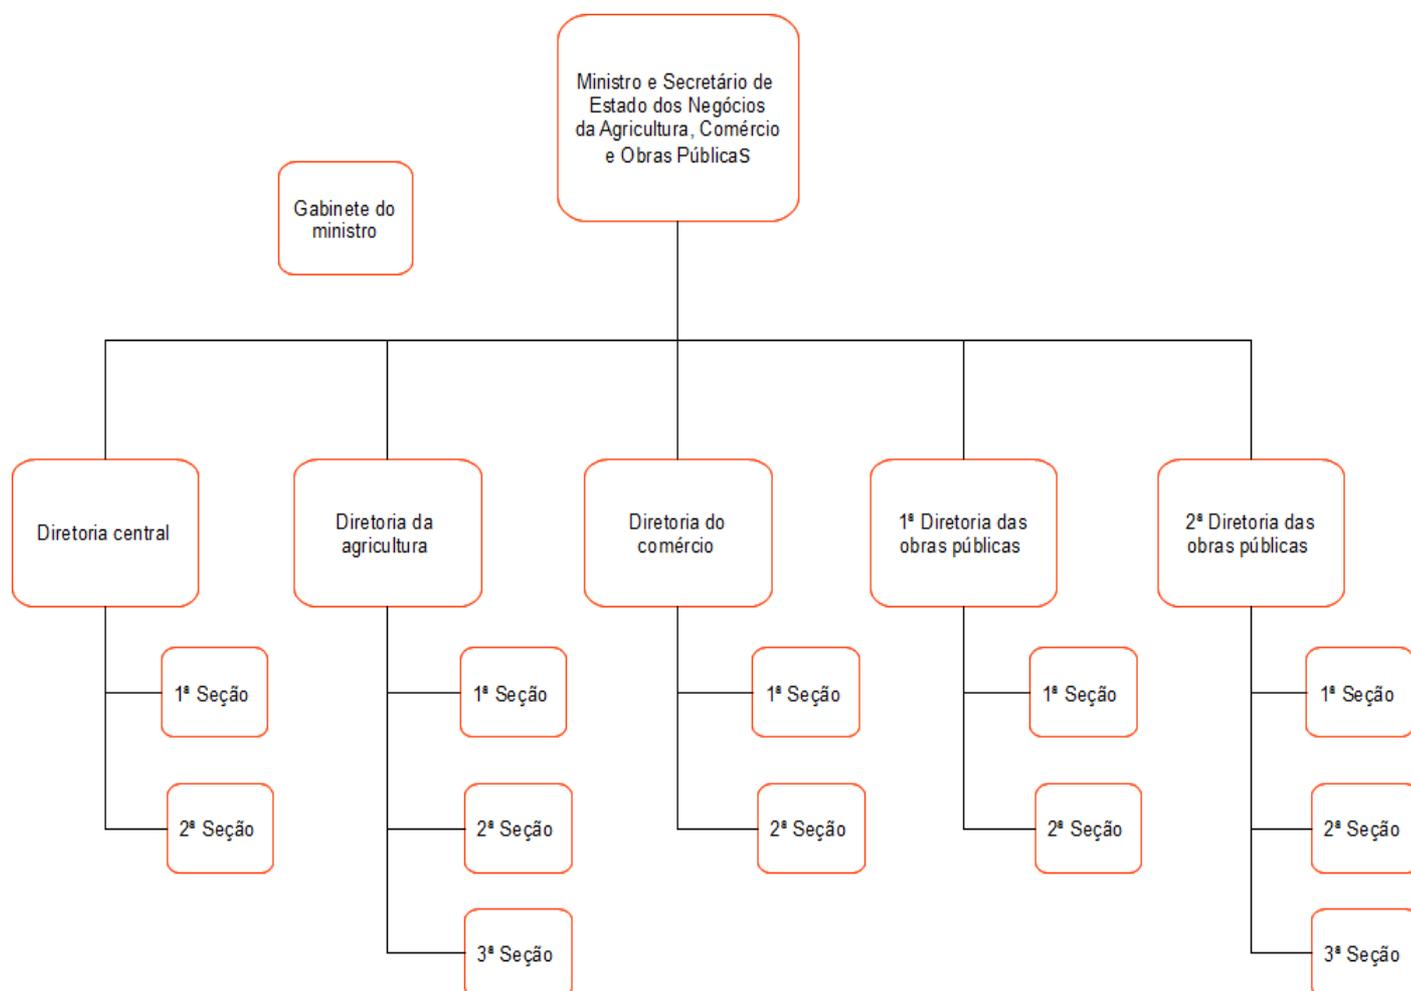 Ministro e Secretário de
Estado dos Negócios
da Agricultura, Comércio
e Obras Públicas
Gabinete do
ministro
Diretoria central
Diretoria da
agricultura
Diretoria do
comércio
1ª Diretoria das
obras públicas
2ª Diretoria das
obras públicas
1ª Seção
1ª Seção
1ª Seção
1ª Seção
1ª Seção
2ª Seção
2ª Seção
2ª Seção
2ª Seção
2ª Seção
3ª Seção
3ª Seção